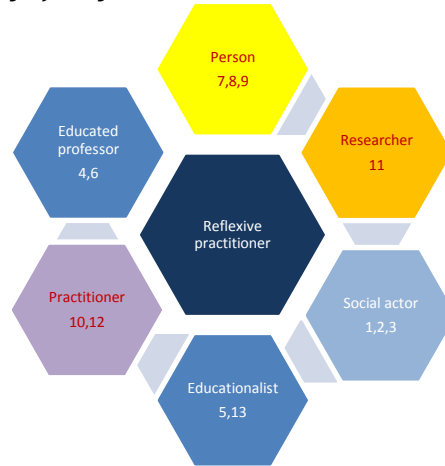 Person
7,8,9
Educated
professor
4,6
Researcher
11
Reflexive
practitioner
Practitioner
10,12
Social actor
1,2,3
Educationalist
5,13